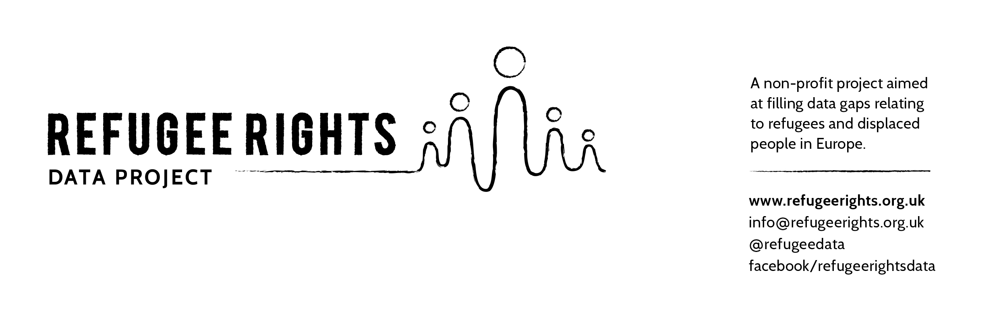 REFUGEE RIGHTS
DATA PROJECT
A non-profit project aimed
at filling data gaps relating
to refugees and displaced
people in Europe.
www.refugeerights.org.uk
info@refugeerights.org.uk
@refugeedata
facebook/refugeerightsdata